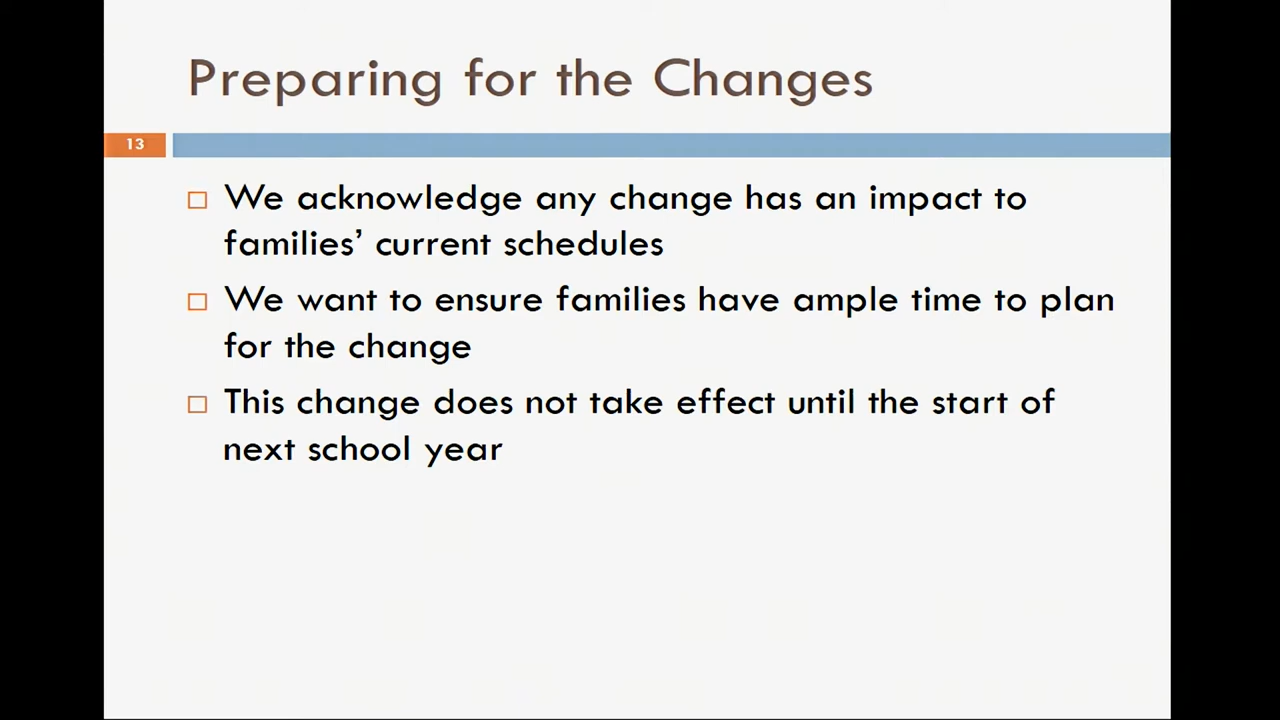 Preparing for the Changes
13
We acknowledge any change has an impact to
families’ current schedules
We want to ensure families have ample time to plan
for the change
This change does not take effect until the start of
next school year